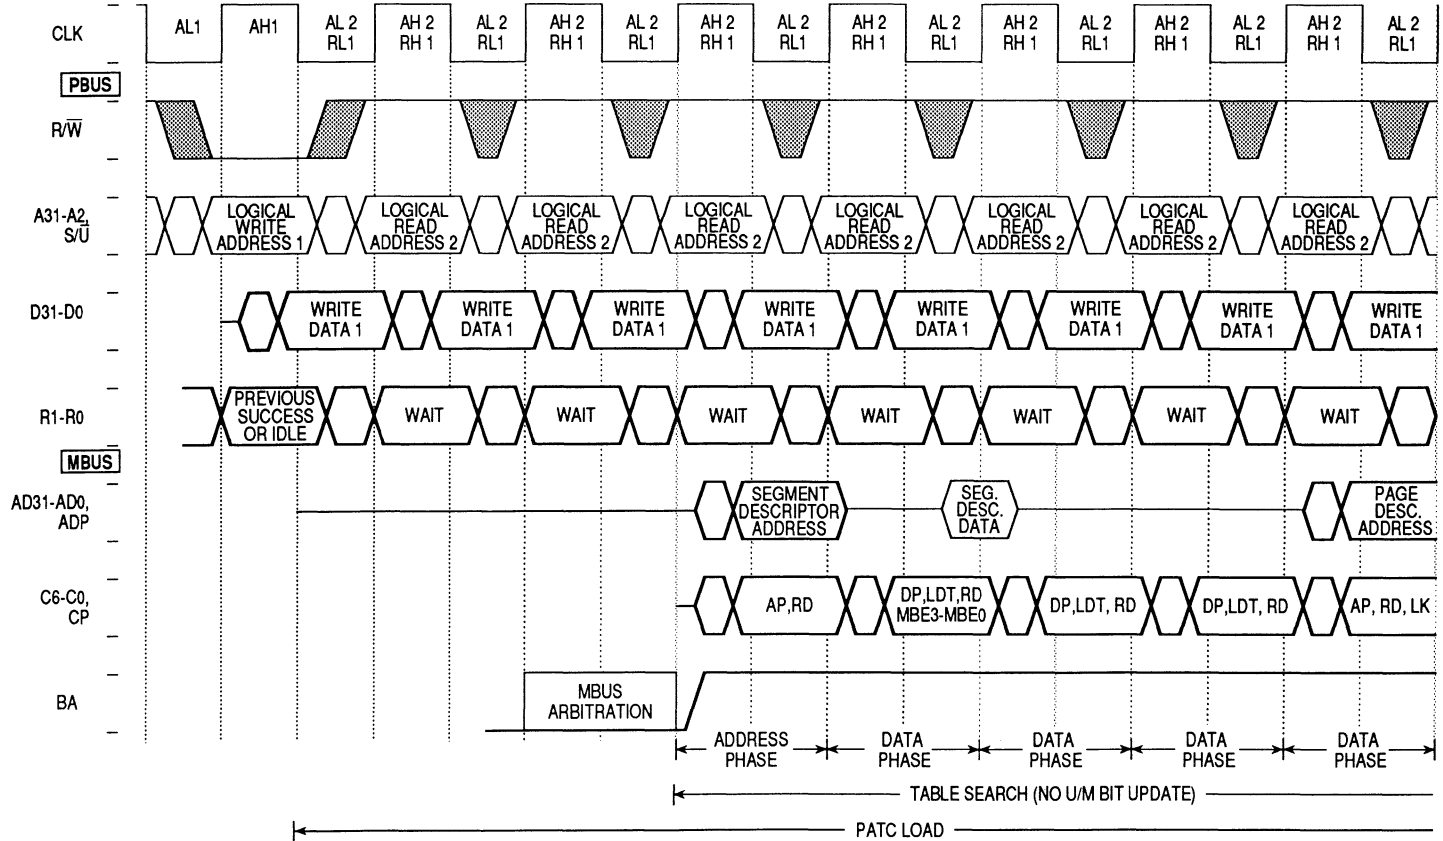 CLK
AL1 AH1 AL 2 AH 2 AL 2 AH 2 AL 2 AH 2 AL 2 AH 2 AL 2 AH 2 AL 2 AH 2 AL 2
RL1 RH 1 RL1 RH 1 RL1 RH 1 RL1 RH 1 RL1 RH 1 RL1 RH 1 RL1
PBUS
R/W̅
A31-A2,
S/U̅
LOGICAL LOGICAL LOGICAL LOGICAL LOGICAL LOGICAL LOGICAL LOGICAL
WRITE READ READ READ READ READ READ READ
ADDRESS 1 ADDRESS 2 ADDRESS 2 ADDRESS 2 ADDRESS 2 ADDRESS 2 ADDRESS 2 ADDRESS 2
D31-D0
WRITE WRITE WRITE WRITE WRITE WRITE WRITE WRITE
DATA 1 DATA 1 DATA 1 DATA 1 DATA 1 DATA 1 DATA 1 DATA 1
R1-R0
PREVIOUS
SUCCESS WAIT WAIT WAIT WAIT WAIT WAIT WAIT
OR IDLE
MBUS
AD31-AD0,
ADP
SEGMENT SEG. PAGE
DESCRIPTOR DESC. DESC.
ADDRESS DATA ADDRESS
C6-C0,
CP
AP,RD DP,LDT,RD DP,LDT, RD DP,LDT, RD AP, RD, LK
MBE3-MBE0
BA
MBUS
ARBITRATION
ADDRESS DATA DATA DATA DATA
PHASE PHASE PHASE PHASE PHASE
TABLE SEARCH (NO U/M BIT UPDATE)
PATC LOAD